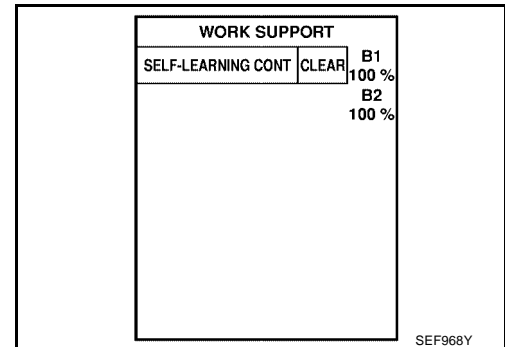 WORK SUPPORT
SELF-LEARNING CONT CLEAR B1
100 %
B2
100 %
SEF968Y